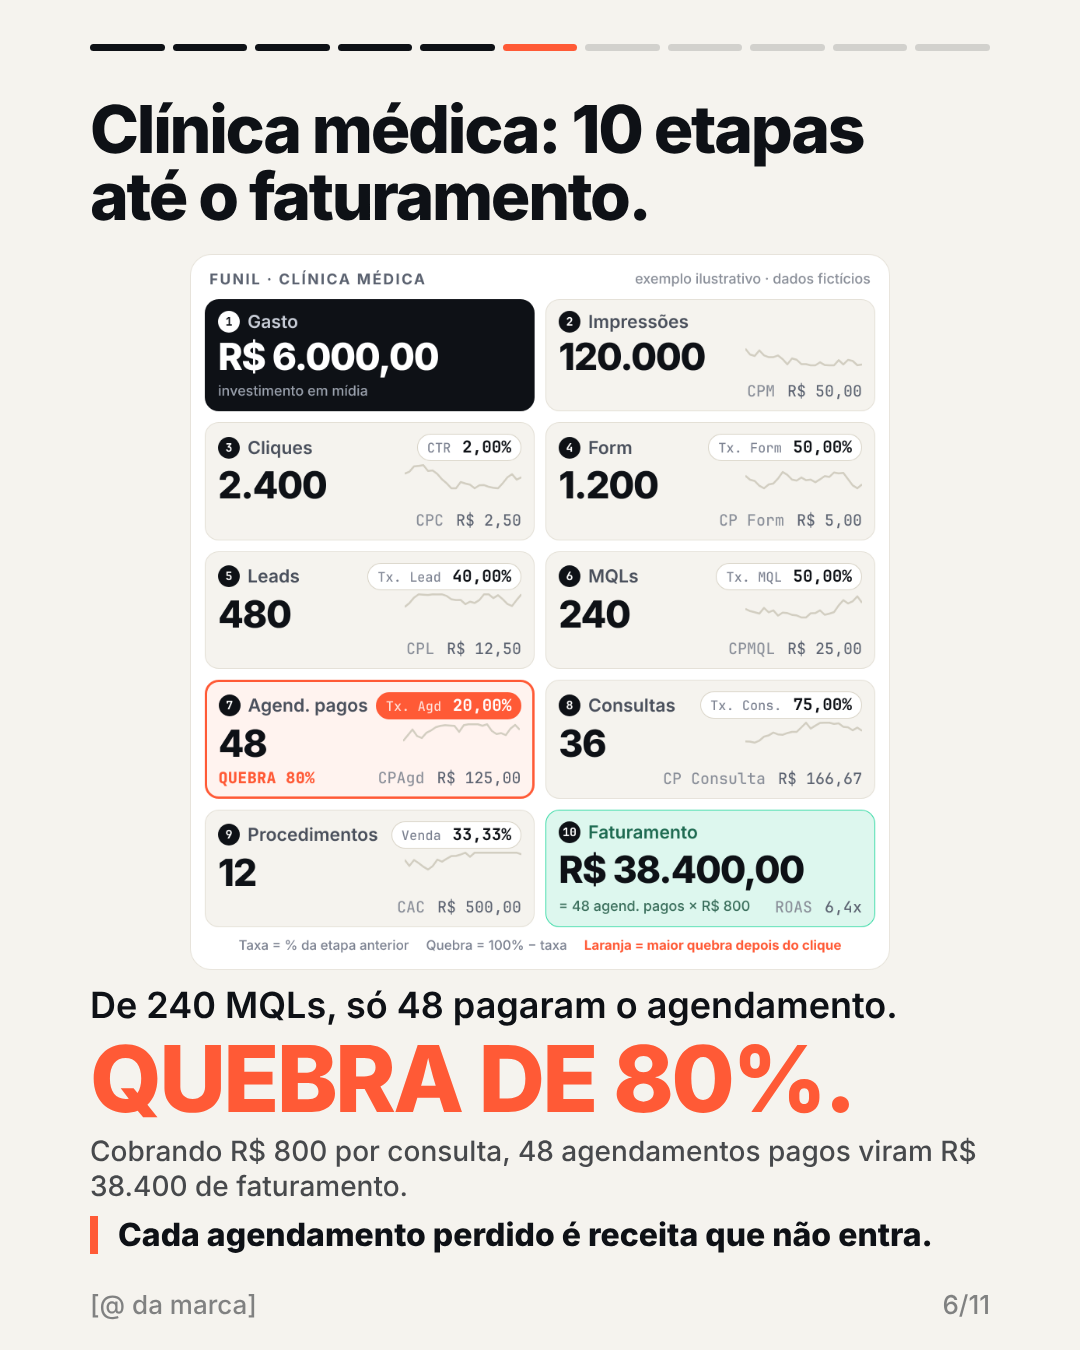 Clínica médica: 10 etapas
até o faturamento.
FUNIL · CLÍNICA MÉDICA
exemplo ilustrativo · dados fictícios
1 Gasto
R$ 6.000,00
investimento em mídia
2 Impressões
120.000
CPM R$ 50,00
3 Cliques
CTR 2,00%
2.400
CPC R$ 2,50
4 Form
Tx. Form 50,00%
1.200
CP Form R$ 5,00
5 Leads
Tx. Lead 40,00%
480
CPL R$ 12,50
6 MQLs
Tx. MQL 50,00%
240
CPMQL R$ 25,00
7 Agend. pagos
Tx. Agd 20,00%
48
QUEBRA 80%
CPAgd R$ 125,00
8 Consultas
Tx. Cons. 75,00%
36
CP Consulta R$ 166,67
9 Procedimentos
Venda 33,33%
12
CAC R$ 500,00
10 Faturamento
R$ 38.400,00
= 48 agend. pagos × R$ 800
ROAS 6,4x
Taxa = % da etapa anterior Quebra = 100% − taxa Laranja = maior quebra depois do clique
De 240 MQLs, só 48 pagaram o agendamento.
QUEBRA DE 80%.
Cobrando R$ 800 por consulta, 48 agendamentos pagos viram R$
38.400 de faturamento.
Cada agendamento perdido é receita que não entra.
[@ da marca]
6/11